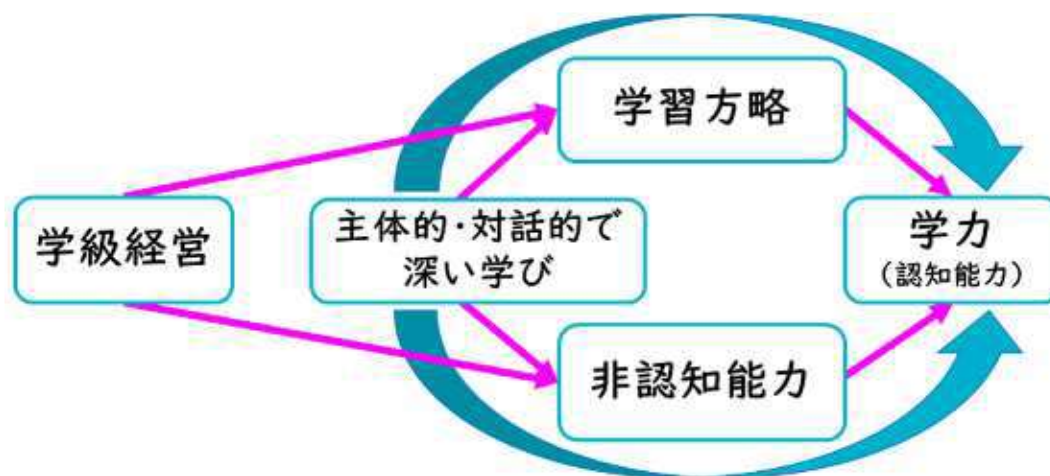 学習方略
学級経営
主体的・対話的で
深い学び
学力
（認知能力）
非認知能力